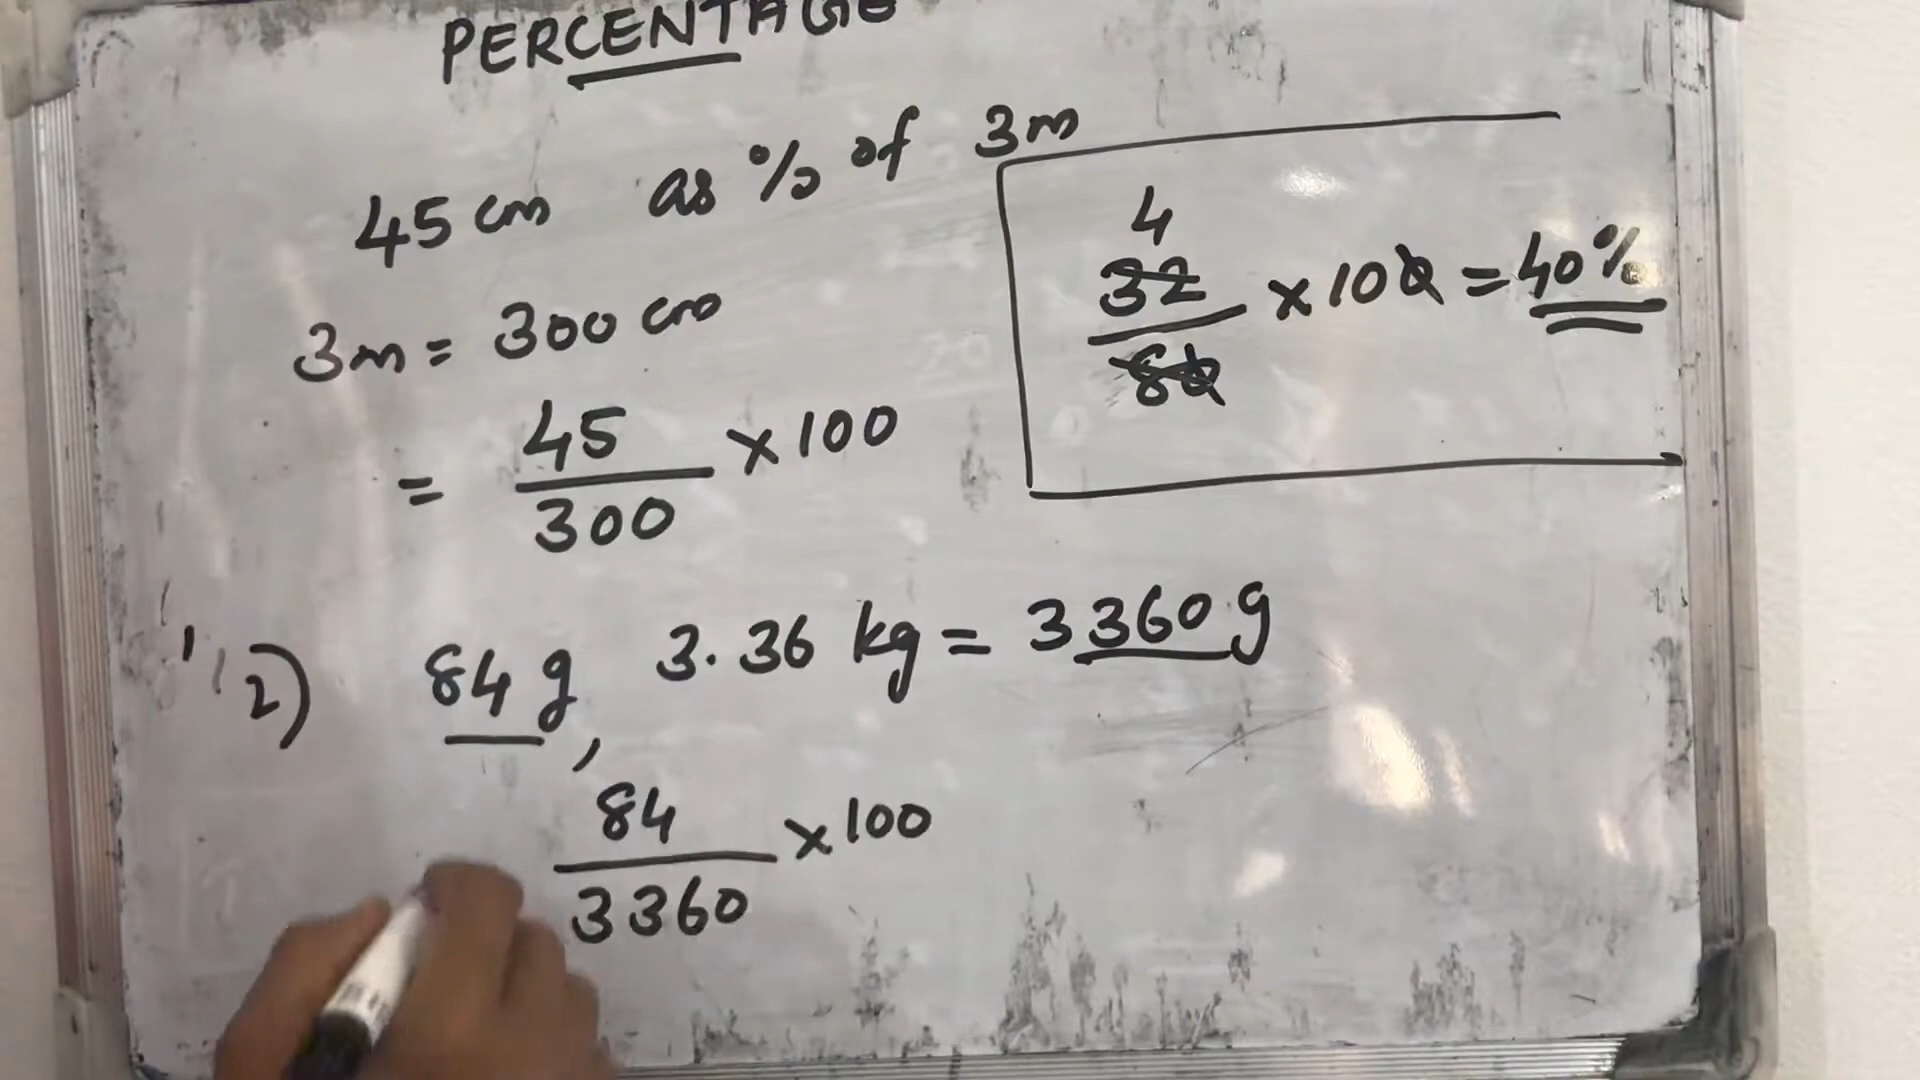 PERCENTAGE
45 cm as % of 3m
3m = 300 cm
= 45/300 × 100
4
32/80 × 100 = 40%
2) 84 g, 3.36 kg = 3360 g
84/3360 × 100